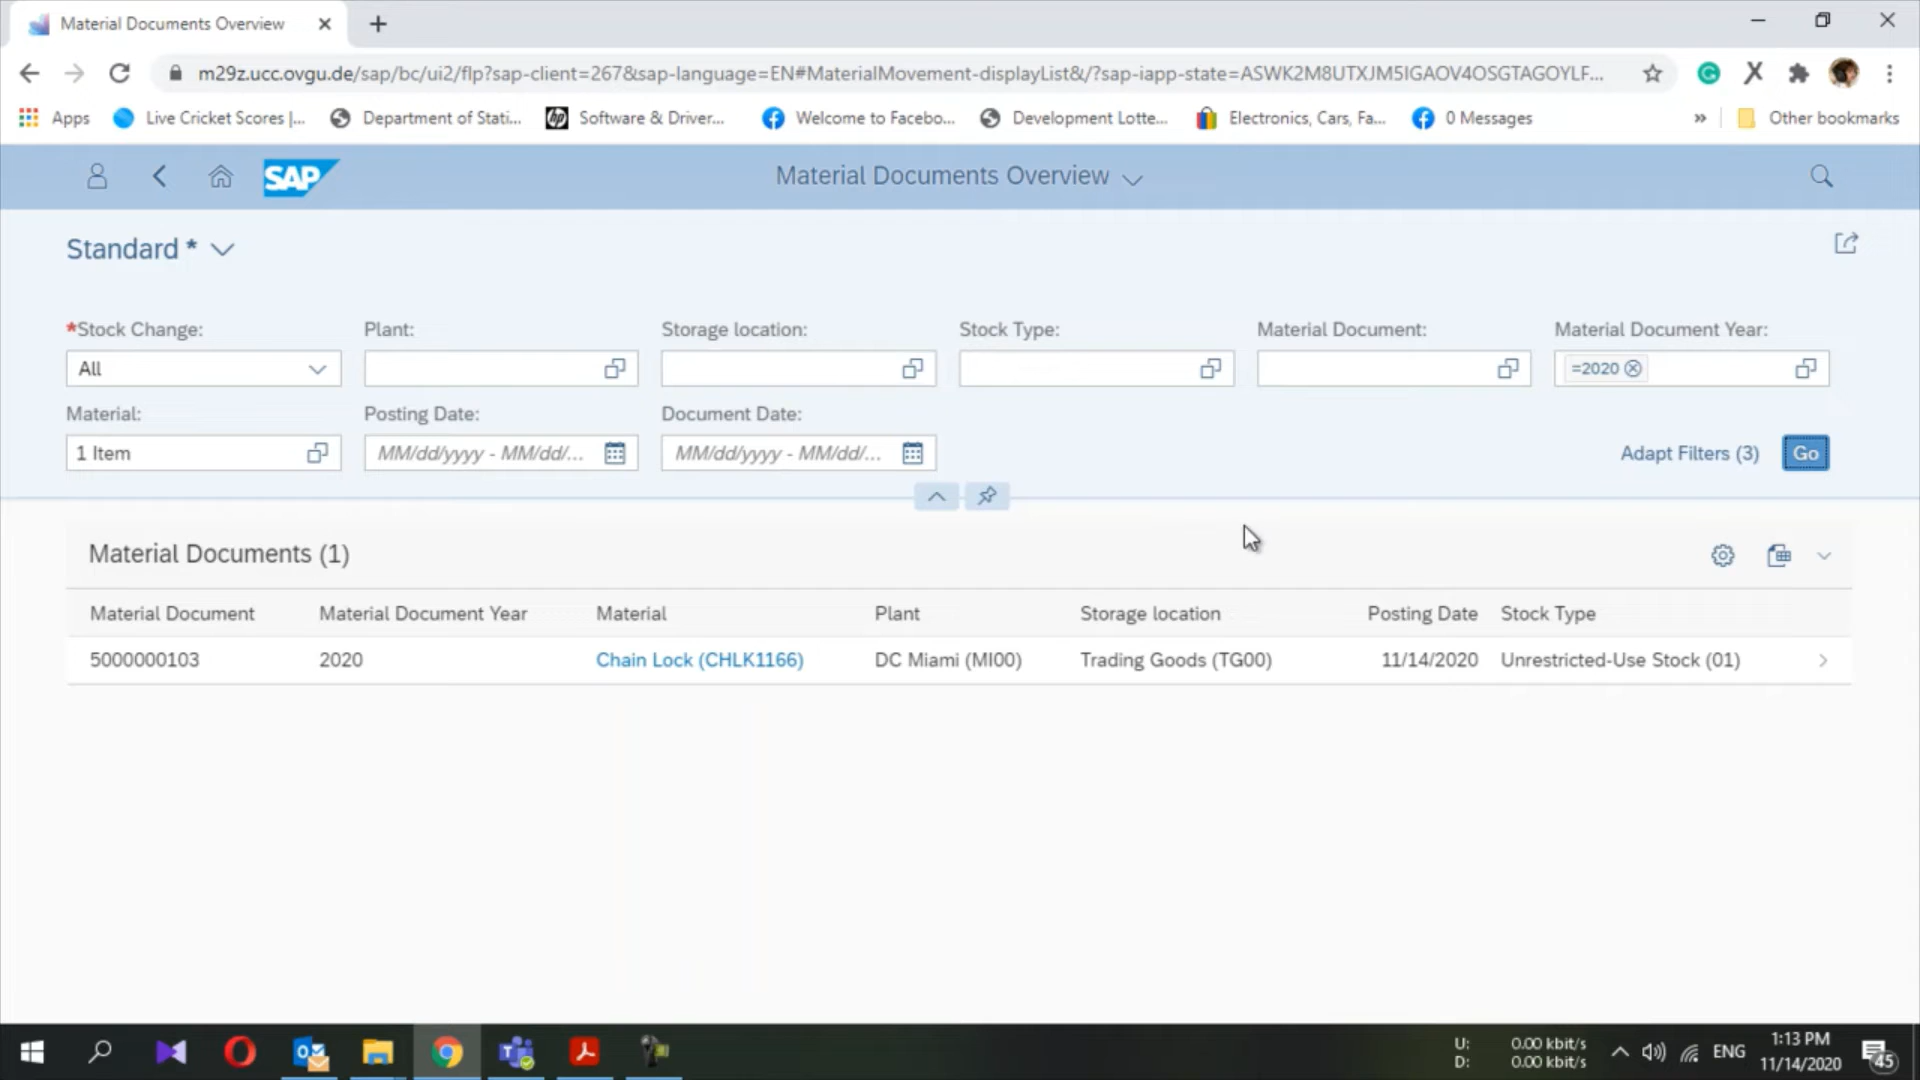 Material Documents Overview
m29z.ucc.ovgu.de/sap/bc/ui2/flp?sap-client=267&sap-language=EN#MaterialMovement-displayList&/?sap-iapp-state=ASWK2M8UTXJM5IGAOV4OSGTAGOYLF...
Apps Live Cricket Scores |... Department of Stati... hp Software & Driver... Welcome to Facebo... Development Lotte... Electronics, Cars, Fa... 0 Messages » Other bookmarks
SAP Material Documents Overview
Standard *
*Stock Change: Plant: Storage location: Stock Type: Material Document: Material Document Year:
All =2020
Material: Posting Date: Document Date:
1 Item MM/dd/yyyy - MM/dd/... MM/dd/yyyy - MM/dd/... Adapt Filters (3) Go
Material Documents (1)
Material Document Material Document Year Material Plant Storage location Posting Date Stock Type
5000000103 2020 Chain Lock (CHLK1166) DC Miami (MI00) Trading Goods (TG00) 11/14/2020 Unrestricted-Use Stock (01)
U: 0.00 kbit/s
D: 0.00 kbit/s
ENG
1:13 PM
11/14/2020
45